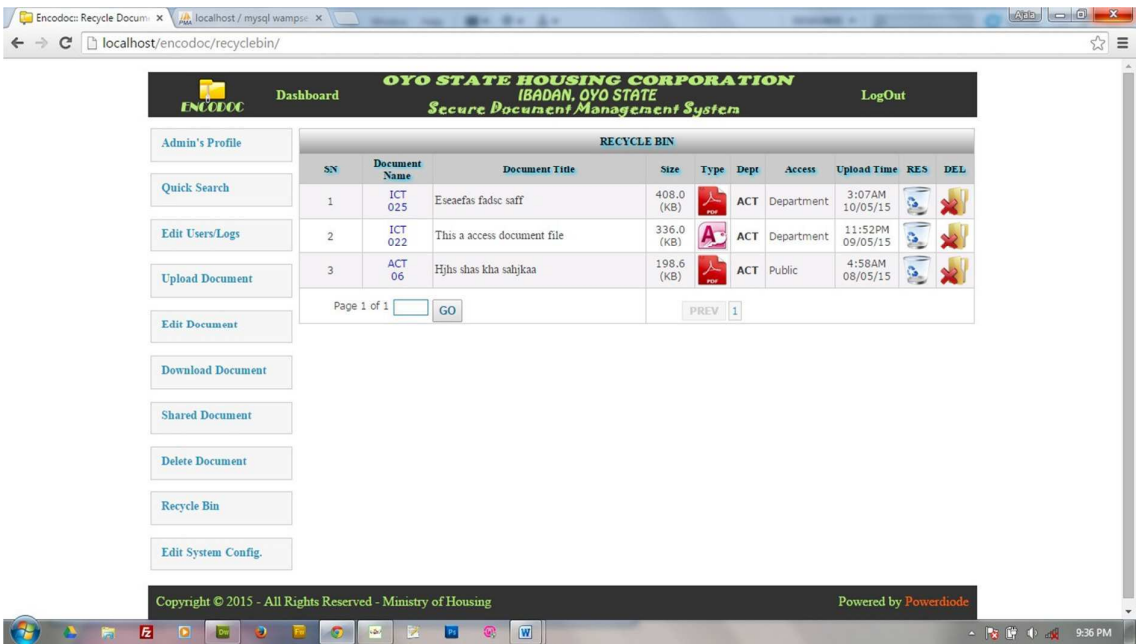 Encodoc:: Recycle Docum
localhost / mysql wampse
Ajala
localhost/encodoc/recyclebin/
OYO STATE HOUSING CORPORATION
IBADAN, OYO STATE
Secure Document Management System
ENCODOC
Dashboard
LogOut
Admin's Profile
Quick Search
Edit Users/Logs
Upload Document
Edit Document
Download Document
Shared Document
Delete Document
Recycle Bin
Edit System Config.
RECYCLE BIN
SN Document Name Document Title Size Type Dept Access Upload Time RES DEL
1 ICT 025 Eseaefas fadsc saff 408.0 (KB) PDF ACT Department 3:07AM 10/05/15
2 ICT 022 This a access document file 336.0 (KB) A ACT Department 11:52PM 09/05/15
3 ACT 06 Hjhs shas kha sahjkaa 198.6 (KB) PDF ACT Public 4:58AM 08/05/15
Page 1 of 1 GO PREV 1
Copyright © 2015 - All Rights Reserved - Ministry of Housing
Powered by Powerdiode
9:36 PM